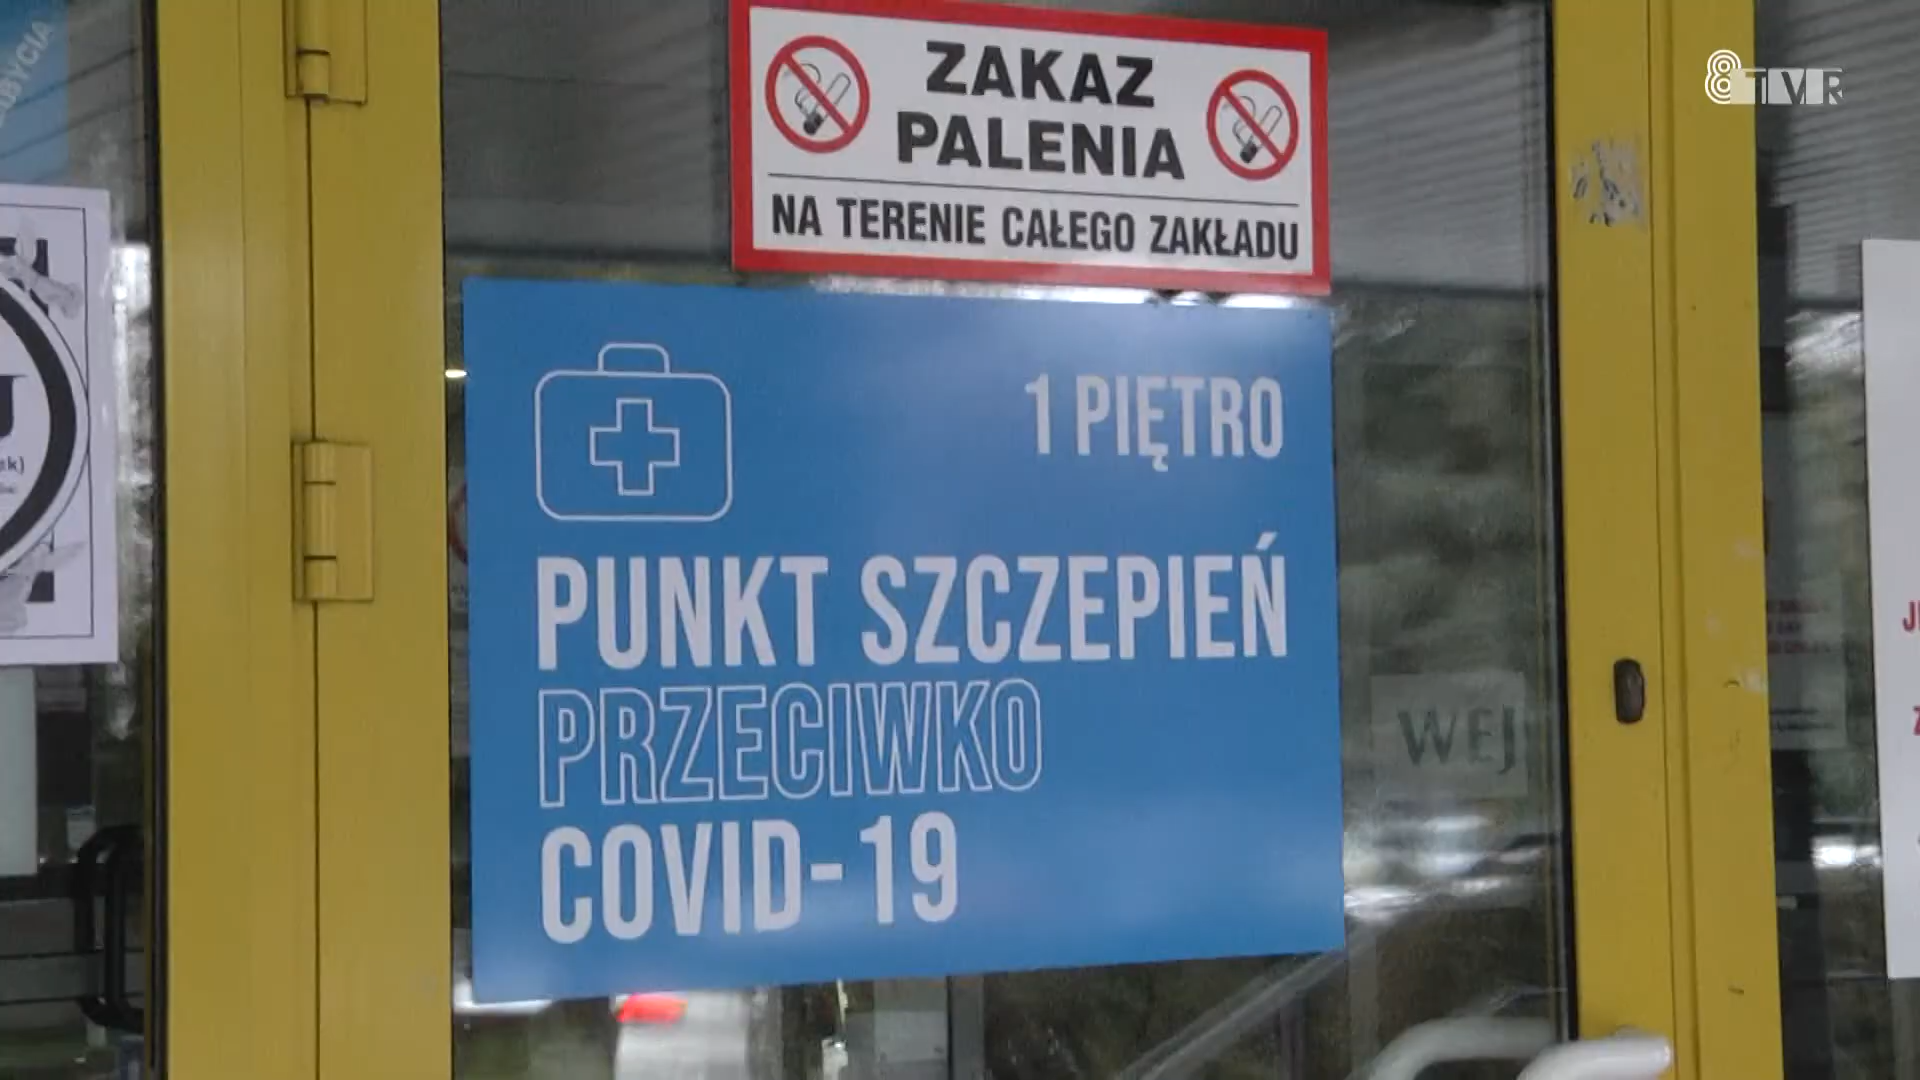 TVR
ZAKAZ
PALENIA
NA TERENIE CAŁEGO ZAKŁADU
1 PIĘTRO
PUNKT SZCZEPIEŃ
PRZECIWKO
COVID-19
WEJ